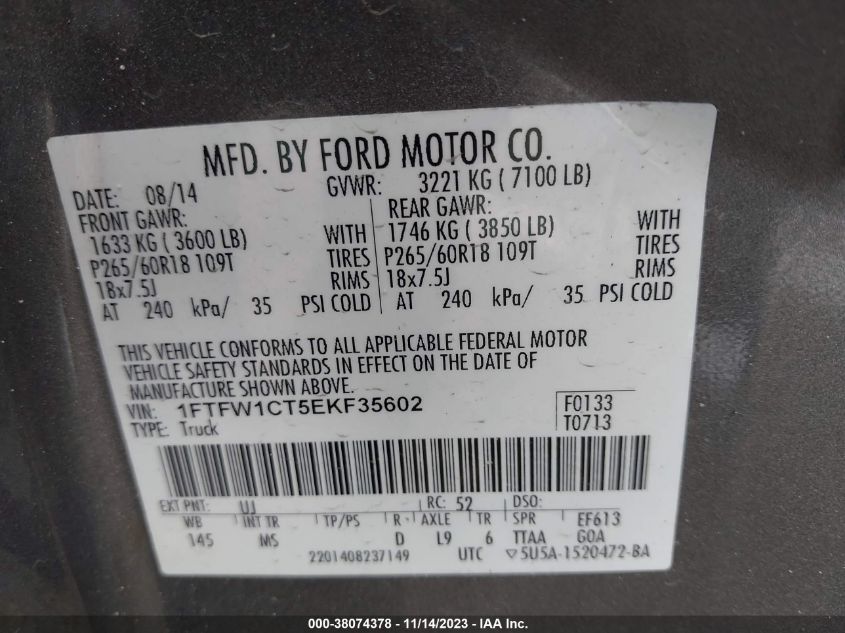 MFD. BY FORD MOTOR CO.
DATE: 08/14 GVWR: 3221 KG ( 7100 LB)
FRONT GAWR: REAR GAWR:
1633 KG ( 3600 LB) WITH 1746 KG ( 3850 LB) WITH
P265/60R18 109T TIRES P265/60R18 109T TIRES
18x7.5J RIMS 18x7.5J RIMS
AT 240 kPa/ 35 PSI COLD AT 240 kPa/ 35 PSI COLD
THIS VEHICLE CONFORMS TO ALL APPLICABLE FEDERAL MOTOR
VEHICLE SAFETY STANDARDS IN EFFECT ON THE DATE OF
MANUFACTURE SHOWN ABOVE.
VIN: 1FTFW1CT5EKF35602 F0133
TYPE: Truck T0713
EXT PNT: UJ RC: 52 DSO:
WB INT TR TP/PS R AXLE TR SPR EF613
145 MS D L9 6 TTAA GOA
2201408237149 UTC ▽5U5A-1520472-BA
000-38074378 - 11/14/2023 - IAA Inc.